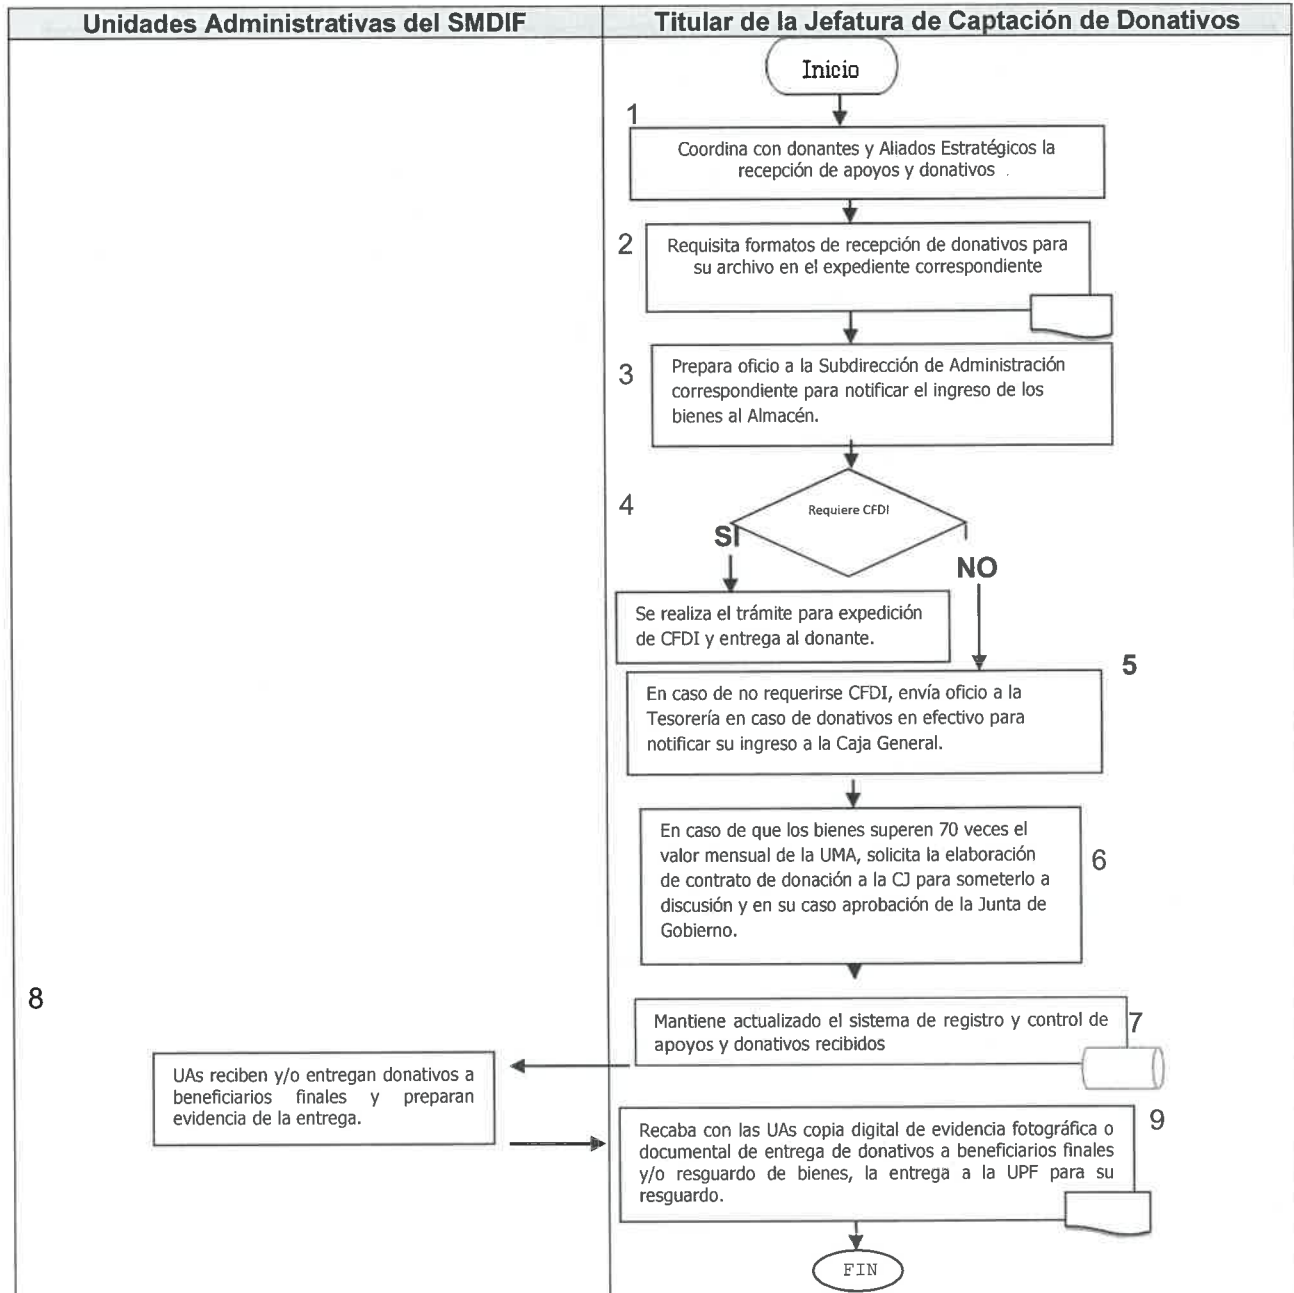 Unidades Administrativas del SMDIF
Titular de la Jefatura de Captación de Donativos
Inicio
1
Coordina con donantes y Aliados Estratégicos la
recepción de apoyos y donativos
2
Requisita formatos de recepción de donativos para
su archivo en el expediente correspondiente
3
Prepara oficio a la Subdirección de Administración
correspondiente para notificar el ingreso de los
bienes al Almacén.
4
Requiere CFDI
SI
NO
Se realiza el trámite para expedición
de CFDI y entrega al donante.
5
En caso de no requerirse CFDI, envía oficio a la
Tesorería en caso de donativos en efectivo para
notificar su ingreso a la Caja General.
6
En caso de que los bienes superen 70 veces el
valor mensual de la UMA, solicita la elaboración
de contrato de donación a la CJ para someterlo a
discusión y en su caso aprobación de la Junta de
Gobierno.
7
Mantiene actualizado el sistema de registro y control de
apoyos y donativos recibidos
8
UAs reciben y/o entregan donativos a
beneficiarios finales y preparan
evidencia de la entrega.
9
Recaba con las UAs copia digital de evidencia fotográfica o
documental de entrega de donativos a beneficiarios finales
y/o resguardo de bienes, la entrega a la UPF para su
resguardo.
FIN